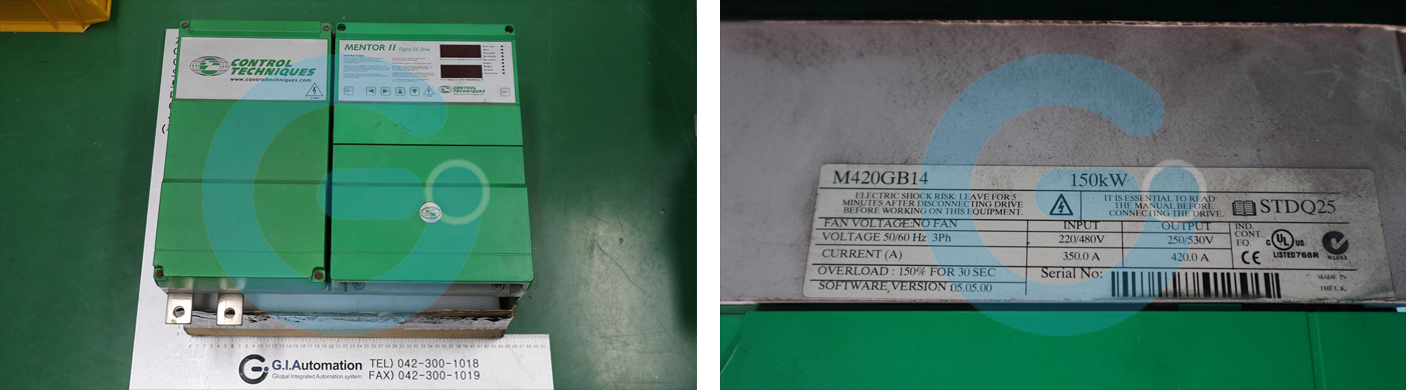 CONTROL
TECHNIQUES
www.controltechniques.com
MENTOR II Digital DC Drive
CONTROL
TECHNIQUES
G.I.Automation
Global Integrated Automation system
TEL) 042-300-1018
FAX) 042-300-1019
M420GB14 150kW
ELECTRIC SHOCK RISK: LEAVE FOR 5
MINUTES AFTER DISCONNECTING DRIVE
BEFORE WORKING ON THIS EQUIPMENT.
IT IS ESSENTIAL TO READ
THE MANUAL BEFORE
CONNECTING THE DRIVE.
STDQ25
FAN VOLTAGE:NO FAN INPUT OUTPUT
VOLTAGE 50/60 Hz 3Ph 220/480V 250/530V
CURRENT (A) 350.0 A 420.0 A
OVERLOAD : 150% FOR 30 SEC
SOFTWARE VERSION :05.05.00
Serial No:
IND.
CONT.
EQ.
C UL US
LISTED 768R
CE
N1652
MADE IN
THE U.K.